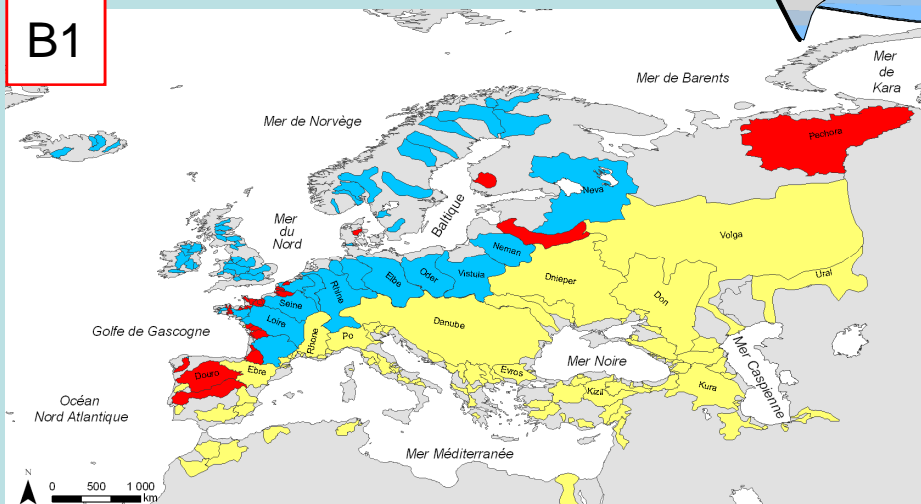 B1
Mer de Barents
Mer
de
Kara
Mer de Norvège
Pechora
Neva
Baltique
Mer
du
Nord
Volga
Neman
Ural
Vistula
Oder
Elbe
Rhine
Dnieper
Don
Seine
Loire
Danube
Golfe de Gascogne
Rhone
Po
Mer Noire
Mer Caspienne
Douro
Ebra
Evros
Kizil
Kura
Océan
Nord Atlantique
Mer Méditerranée
N
0 500 1 000
km